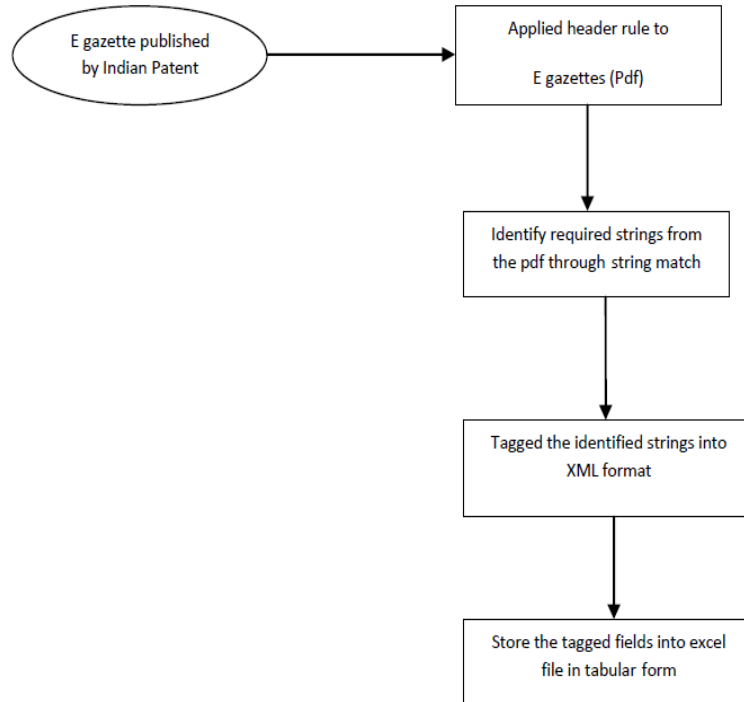 E gazette published
by Indian Patent
Applied header rule to
E gazettes (Pdf)
Identify required strings from
the pdf through string match
Tagged the identified strings into
XML format
Store the tagged fields into excel
file in tabular form